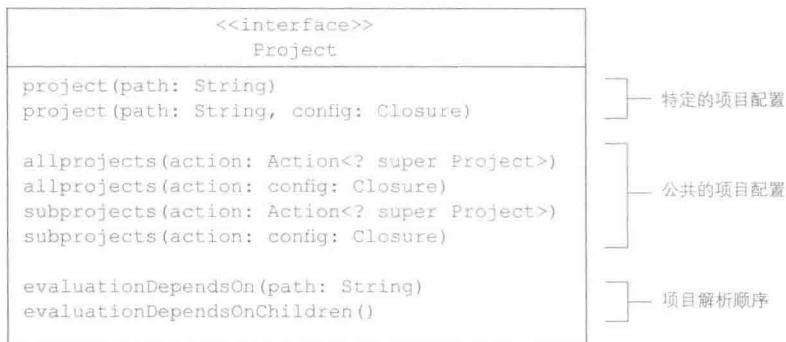 <<interface>>
Project
project(path: String)
project(path: String, config: Closure)
特定的项目配置
allprojects(action: Action<? super Project>)
allprojects(action: config: Closure)
subprojects(action: Action<? super Project>)
subprojects(action: config: Closure)
公共的项目配置
evaluationDependsOn(path: String)
evaluationDependsOnChildren()
项目解析顺序